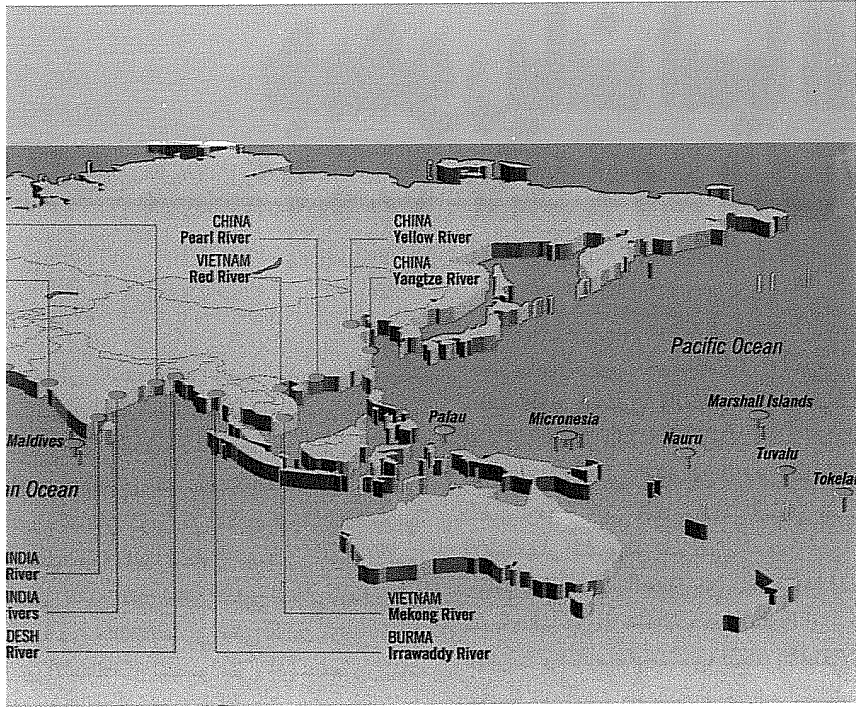 CHINA
Pearl River
CHINA
Yellow River
VIETNAM
Red River
CHINA
Yangtze River
Pacific Ocean
Marshall Islands
Palau
Micronesia
Maldives
Nauru
Tuvalu
Tokelau
an Ocean
INDIA
River
INDIA
ivers
VIETNAM
Mekong River
DESH
River
BURMA
Irrawaddy River